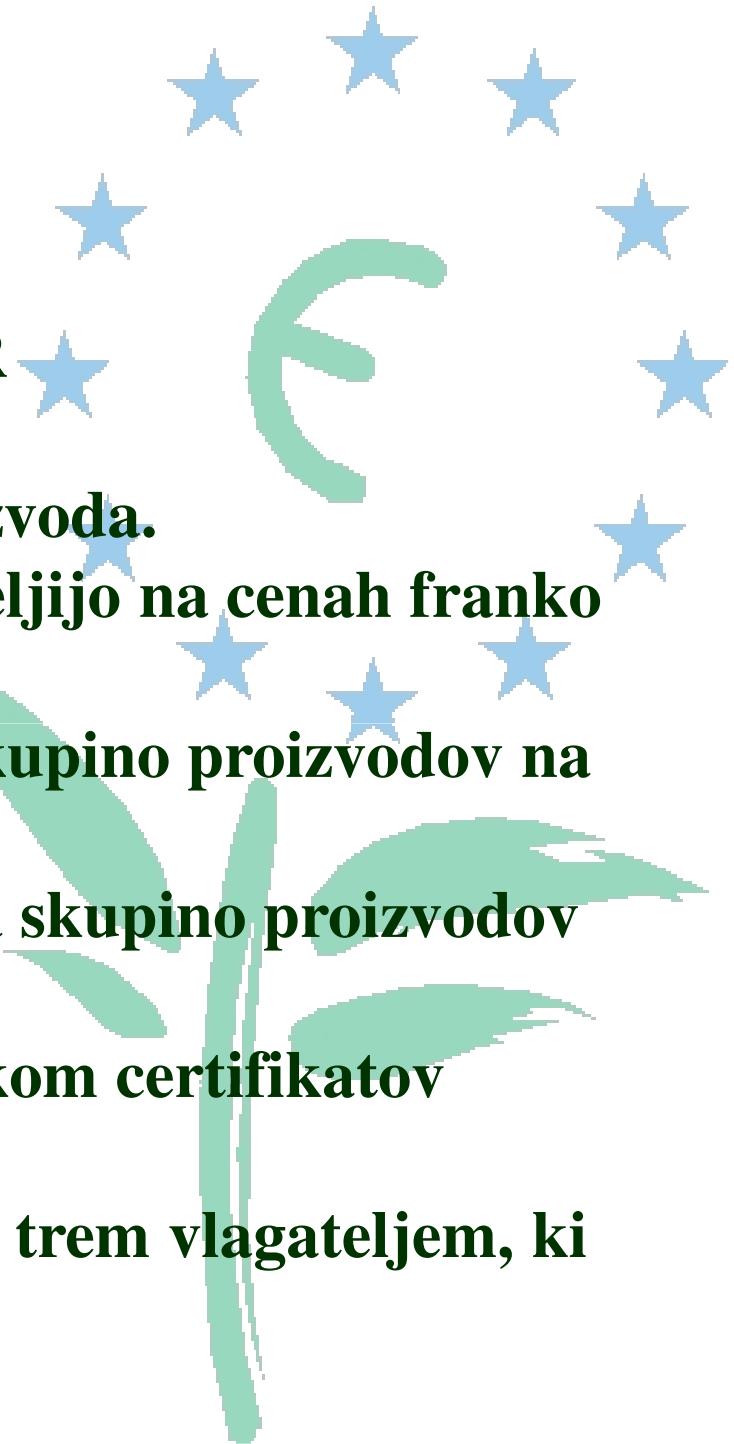 zvoda.
eljijo na cenah franko
kupino proizvodov na
skupino proizvodov
kom certifikatov
trem vlagateljem, ki